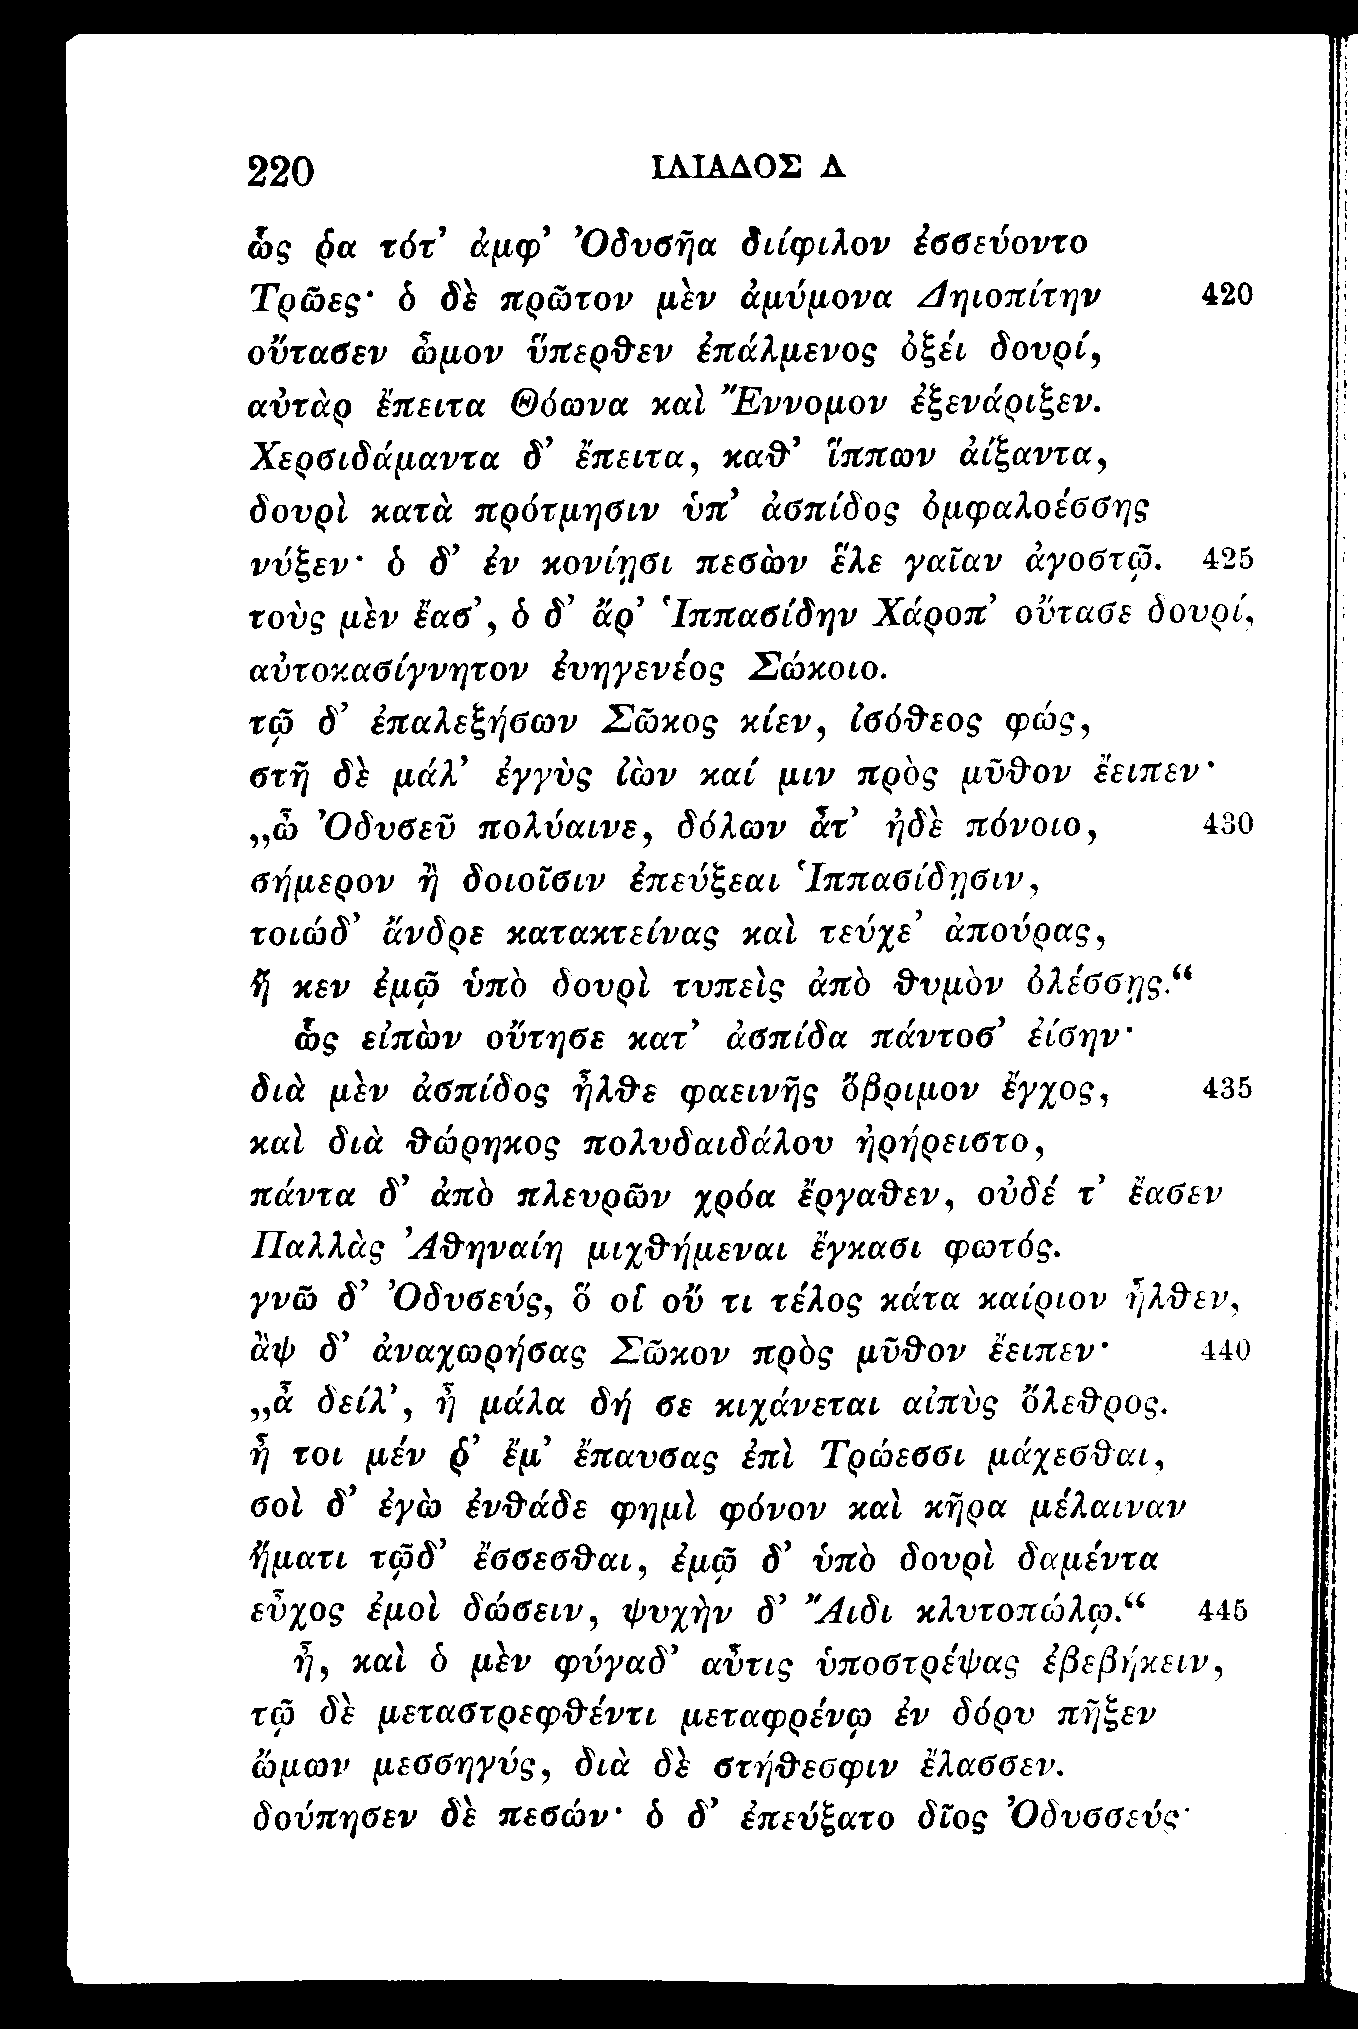 220 ΙΛΙΑΔΟΣ Λ
ὥς ῥα τότ’ ἀμφ’ Ὀδυσῆα διίφιλον ἐσσεύοντο
Τρῶες· ὁ δὲ πρῶτον μὲν ἀμύμονα Δηιοπίτην 420
οὔτασεν ὦμον ὕπερθεν ἐπάλμενος ὀξέι δουρί,
αὐτὰρ ἔπειτα Θόωνα καὶ Ἔννομον ἐξενάριξεν.
Χερσιδάμαντα δ’ ἔπειτα, καθ’ ἵππων ἀίξαντα,
δουρὶ κατὰ πρότμησιν ὑπ’ ἀσπίδος ὀμφαλοέσσης
νύξεν· ὁ δ’ ἐν κονίῃσι πεσὼν ἕλε γαῖαν ἀγοστῷ. 425
τοὺς μὲν ἔασ’, ὁ δ’ ἄρ’ Ἱππασίδην Χάροπ’ οὔτασε δουρί,
αὐτοκασίγνητον ἐυηγενέος Σώκοιο.
τῷ δ’ ἐπαλεξήσων Σῶκος κίεν, ἰσόθεος φώς,
στῆ δὲ μάλ’ ἐγγὺς ἰὼν καί μιν πρὸς μῦθον ἔειπεν·
„ὦ Ὀδυσεῦ πολύαινε, δόλων ἆτ’ ἠδὲ πόνοιο, 430
σήμερον ἢ δοιοῖσιν ἐπεύξεαι Ἱππασίδῃσιν,
τοιώδ’ ἄνδρε κατακτείνας καὶ τεύχε’ ἀπούρας,
ἤ κεν ἐμῷ ὑπὸ δουρὶ τυπεὶς ἀπὸ θυμὸν ὀλέσσῃς.“
ὣς εἰπὼν οὔτησε κατ’ ἀσπίδα πάντοσ’ ἐίσην·
διὰ μὲν ἀσπίδος ἦλθε φαεινῆς ὄβριμον ἔγχος, 435
καὶ διὰ θώρηκος πολυδαιδάλου ἠρήρειστο,
πάντα δ’ ἀπὸ πλευρῶν χρόα ἔργαθεν, οὐδέ τ’ ἔασεν
Παλλὰς Ἀθηναίη μιχθήμεναι ἔγκασι φωτός.
γνῶ δ’ Ὀδυσεύς, ὅ οἱ οὔ τι τέλος κάτα καίριον ἦλθεν,
ἂψ δ’ ἀναχωρήσας Σῶκον πρὸς μῦθον ἔειπεν· 440
„ἆ δείλ’, ἦ μάλα δή σε κιχάνεται αἰπὺς ὄλεθρος.
ἦ τοι μέν ῥ’ ἔμ’ ἔπαυσας ἐπὶ Τρώεσσι μάχεσθαι,
σοὶ δ’ ἐγὼ ἐνθάδε φημὶ φόνον καὶ κῆρα μέλαιναν
ἤματι τῷδ’ ἔσσεσθαι, ἐμῷ δ’ ὑπὸ δουρὶ δαμέντα
εὖχος ἐμοὶ δώσειν, ψυχὴν δ’ Ἄιδι κλυτοπώλῳ.“ 445
ἦ, καὶ ὁ μὲν φύγαδ’ αὖτις ὑποστρέψας ἐβεβήκειν,
τῷ δὲ μεταστρεφθέντι μεταφρένῳ ἐν δόρυ πῆξεν
ὤμων μεσσηγύς, διὰ δὲ στήθεσφιν ἔλασσεν.
δούπησεν δὲ πεσών· ὁ δ’ ἐπεύξατο δῖος Ὀδυσσεύς·